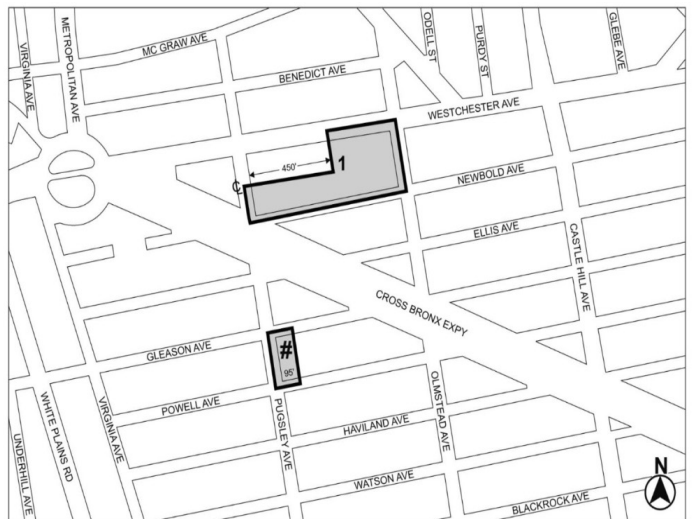 MC GRAW AVE
VIRGINIA AVE
METROPOLITAN AVE
BENEDICT AVE
ODELL ST
PURDY ST
GLEBE AVE
WESTCHESTER AVE
450'
1
℄
NEWBOLD AVE
ELLIS AVE
CASTLE HILL AVE
CROSS BRONX EXPY
GLEASON AVE
#
95'
POWELL AVE
PUGSLEY AVE
OLMSTEAD AVE
HAVILAND AVE
WHITE PLAINS RD
VIRGINIA AVE
UNDERHILL AVE
WATSON AVE
BLACKROCK AVE
N